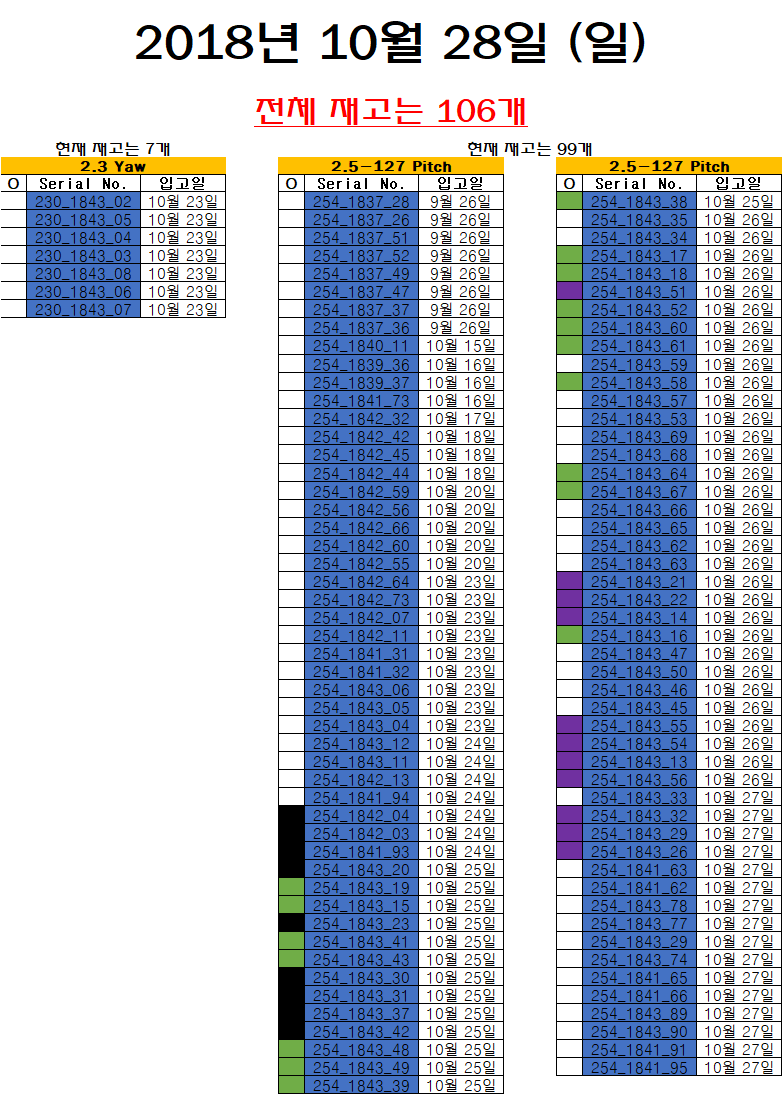 2018년 10월 28일 (일)
전체 재고는 106개
현재 재고는 7개
2.3 Yaw
O Serial No. 입고일
230_1843_02 10월 23일
230_1843_05 10월 23일
230_1843_04 10월 23일
230_1843_03 10월 23일
230_1843_08 10월 23일
230_1843_06 10월 23일
230_1843_07 10월 23일
현재 재고는 99개
2.5-127 Pitch
O Serial No. 입고일
254_1837_28 9월 26일
254_1837_26 9월 26일
254_1837_51 9월 26일
254_1837_52 9월 26일
254_1837_49 9월 26일
254_1837_47 9월 26일
254_1837_37 9월 26일
254_1837_36 9월 26일
254_1840_11 10월 15일
254_1839_36 10월 16일
254_1839_37 10월 16일
254_1841_73 10월 16일
254_1842_32 10월 17일
254_1842_42 10월 18일
254_1842_45 10월 18일
254_1842_44 10월 18일
254_1842_59 10월 20일
254_1842_56 10월 20일
254_1842_66 10월 20일
254_1842_60 10월 20일
254_1842_55 10월 20일
254_1842_64 10월 23일
254_1842_73 10월 23일
254_1842_07 10월 23일
254_1842_11 10월 23일
254_1841_31 10월 23일
254_1841_32 10월 23일
254_1843_06 10월 23일
254_1843_05 10월 23일
254_1843_04 10월 23일
254_1843_12 10월 24일
254_1843_11 10월 24일
254_1842_13 10월 24일
254_1841_94 10월 24일
254_1842_04 10월 24일
254_1842_03 10월 24일
254_1841_93 10월 24일
254_1843_20 10월 25일
254_1843_19 10월 25일
254_1843_15 10월 25일
254_1843_23 10월 25일
254_1843_41 10월 25일
254_1843_43 10월 25일
254_1843_30 10월 25일
254_1843_31 10월 25일
254_1843_37 10월 25일
254_1843_42 10월 25일
254_1843_48 10월 25일
254_1843_49 10월 25일
254_1843_39 10월 25일
2.5-127 Pitch
O Serial No. 입고일
254_1843_38 10월 25일
254_1843_35 10월 26일
254_1843_34 10월 26일
254_1843_17 10월 26일
254_1843_18 10월 26일
254_1843_51 10월 26일
254_1843_52 10월 26일
254_1843_60 10월 26일
254_1843_61 10월 26일
254_1843_59 10월 26일
254_1843_58 10월 26일
254_1843_57 10월 26일
254_1843_53 10월 26일
254_1843_69 10월 26일
254_1843_68 10월 26일
254_1843_64 10월 26일
254_1843_67 10월 26일
254_1843_66 10월 26일
254_1843_65 10월 26일
254_1843_62 10월 26일
254_1843_63 10월 26일
254_1843_21 10월 26일
254_1843_22 10월 26일
254_1843_14 10월 26일
254_1843_16 10월 26일
254_1843_47 10월 26일
254_1843_50 10월 26일
254_1843_46 10월 26일
254_1843_45 10월 26일
254_1843_55 10월 26일
254_1843_54 10월 26일
254_1843_13 10월 26일
254_1843_56 10월 26일
254_1843_33 10월 27일
254_1843_32 10월 27일
254_1843_29 10월 27일
254_1843_26 10월 27일
254_1841_63 10월 27일
254_1841_62 10월 27일
254_1843_78 10월 27일
254_1843_77 10월 27일
254_1843_29 10월 27일
254_1843_74 10월 27일
254_1841_65 10월 27일
254_1841_66 10월 27일
254_1843_89 10월 27일
254_1843_90 10월 27일
254_1841_91 10월 27일
254_1841_95 10월 27일